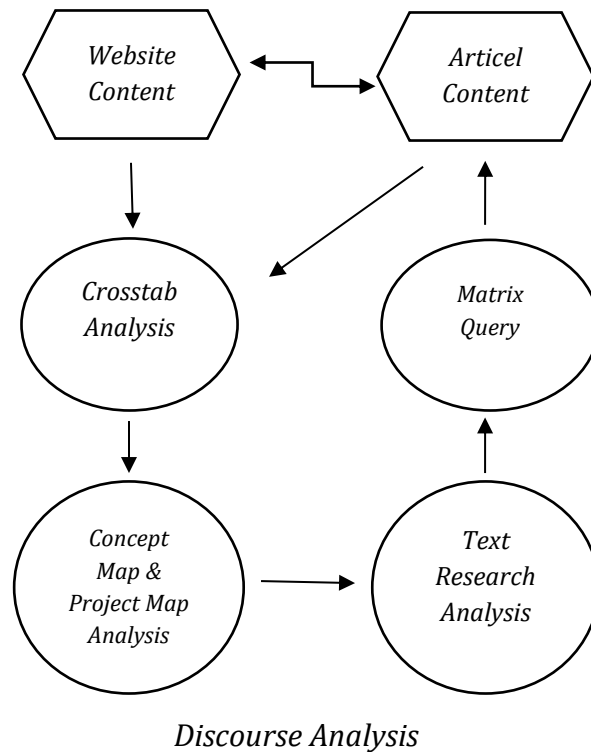 Website
Content
Articel
Content
Crosstab
Analysis
Matrix
Query
Concept
Map &
Project Map
Analysis
Text
Research
Analysis
Discourse Analysis